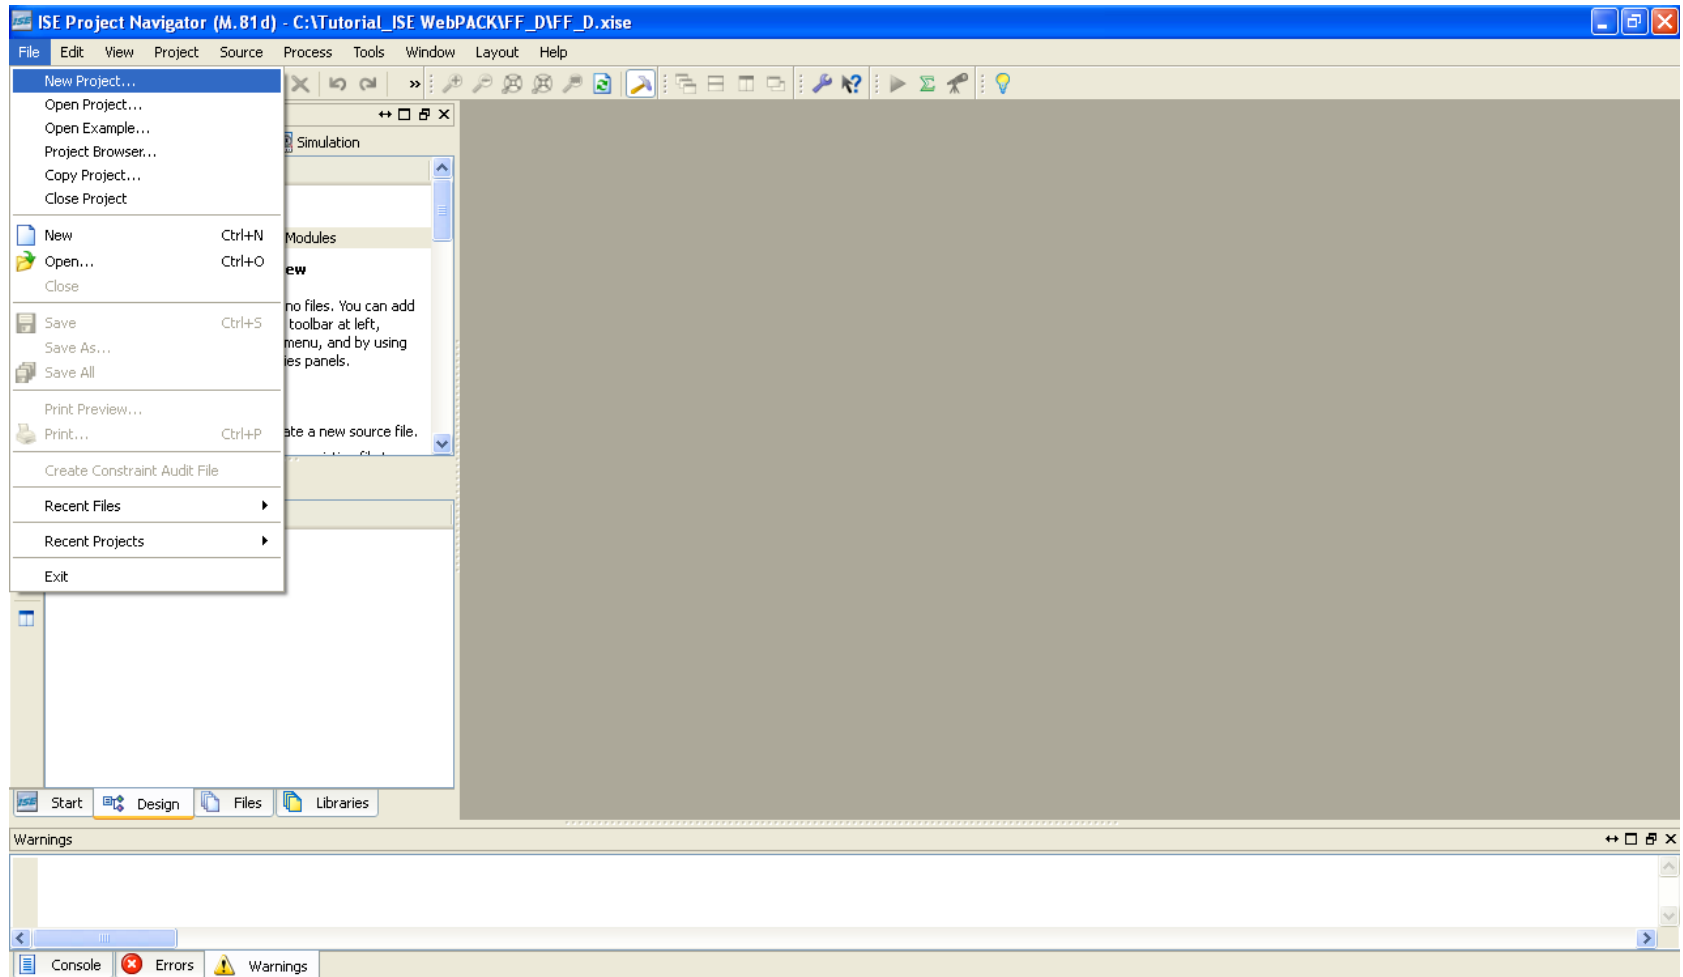 ISE Project Navigator (M.81d) - C:\Tutorial_ISE WebPACK\FF_D\FF_D.xise
File Edit View Project Source Process Tools Window Layout Help
New Project...
Open Project...
Open Example...
Project Browser...
Copy Project...
Close Project
New Ctrl+N
Open... Ctrl+O
Close
Save Ctrl+S
Save As...
Save All
Print Preview...
Print... Ctrl+P
Create Constraint Audit File
Recent Files
Recent Projects
Exit
Simulation
Modules
ew
no files. You can add
toolbar at left,
menu, and by using
ies panels.
ate a new source file.
Start Design Files Libraries
Warnings
Console Errors Warnings